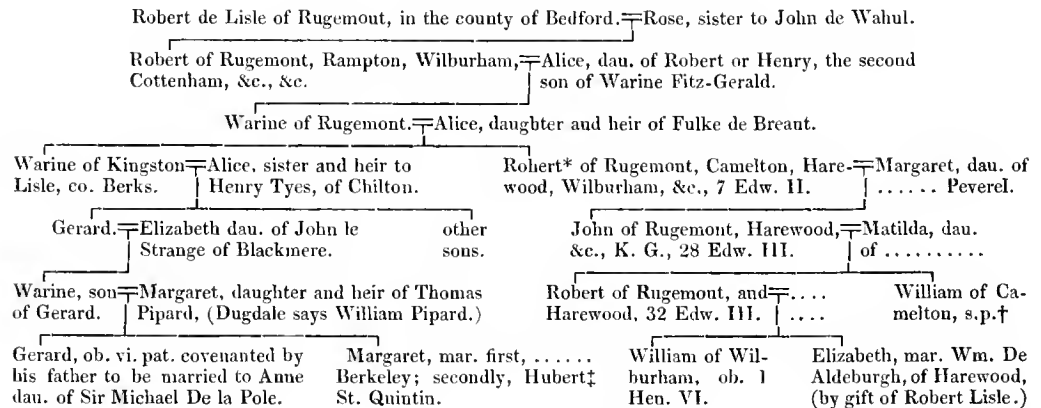 Robert de Lisle of Rugemout, in the county of Bedford.╤Rose, sister to John de Wahul.
Robert of Rugemont, Rampton, Wilburham,╤Alice, dau. of Robert or Henry, the second
Cottenham, &c., &c. son of Warine Fitz-Gerald.
Warine of Rugemont.╤Alice, daughter and heir of Fulke de Breant.
Warine of Kingston╤Alice, sister and heir to
Lisle, co. Berks. Henry Tyes, of Chilton.
Robert* of Rugemont, Camelton, Hare-╤Margaret, dau. of
wood, Wilburham, &c., 7 Edw. II. ...... Peverel.
Gerard.╤Elizabeth dau. of John le other
Strange of Blackmere. sons.
John of Rugemont, Harewood,╤Matilda, dau.
&c., K. G., 28 Edw. III. of ..........
Warine, son╤Margaret, daughter and heir of Thomas
of Gerard. Pipard, (Dugdale says William Pipard.)
Robert of Rugemont, and╤.... William of Ca-
Harewood, 32 Edw. III. .... melton, s.p.†
Gerard, ob. vi. pat. covenanted by
his father to be married to Anne
dau. of Sir Michael De la Pole.
Margaret, mar. first, ......
Berkeley; secondly, Hubert‡
St. Quintin.
William of Wil-
burham, ob. 1
Hen. VI.
Elizabeth, mar. Wm. De
Aldeburgh, of Harewood,
(by gift of Robert Lisle.)